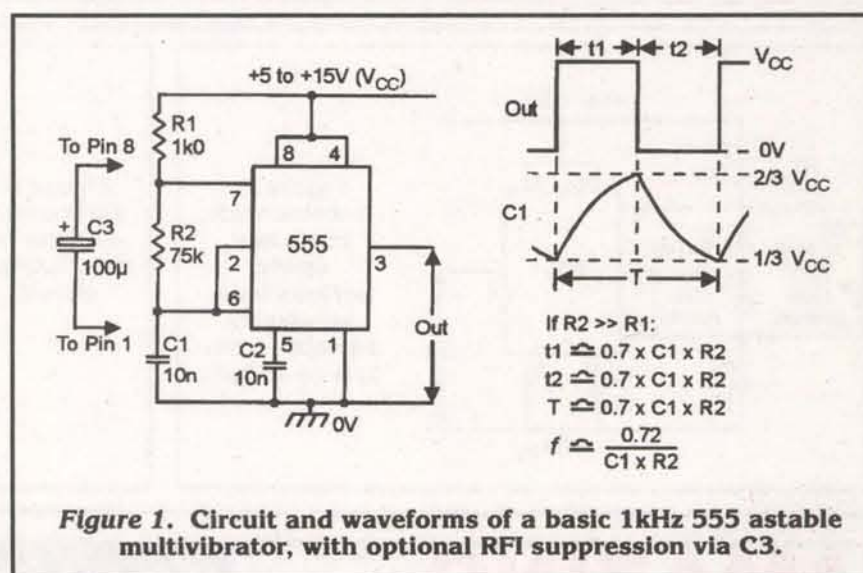 +5 to +15V (VCC)
R1
1k0
To Pin 8
8
4
7
R2
75k
555
2
3
+
C3
100µ
6
To Pin 1
C1
10n
C2
10n
5
1
Out
0V
t1
t2
VCC
Out
0V
2/3 VCC
C1
1/3 VCC
T
If R2 >> R1:
t1 ≏ 0.7 x C1 x R2
t2 ≏ 0.7 x C1 x R2
T ≏ 0.7 x C1 x R2
f ≏ 0.72
C1 x R2
Figure 1. Circuit and waveforms of a basic 1kHz 555 astable
multivibrator, with optional RFI suppression via C3.